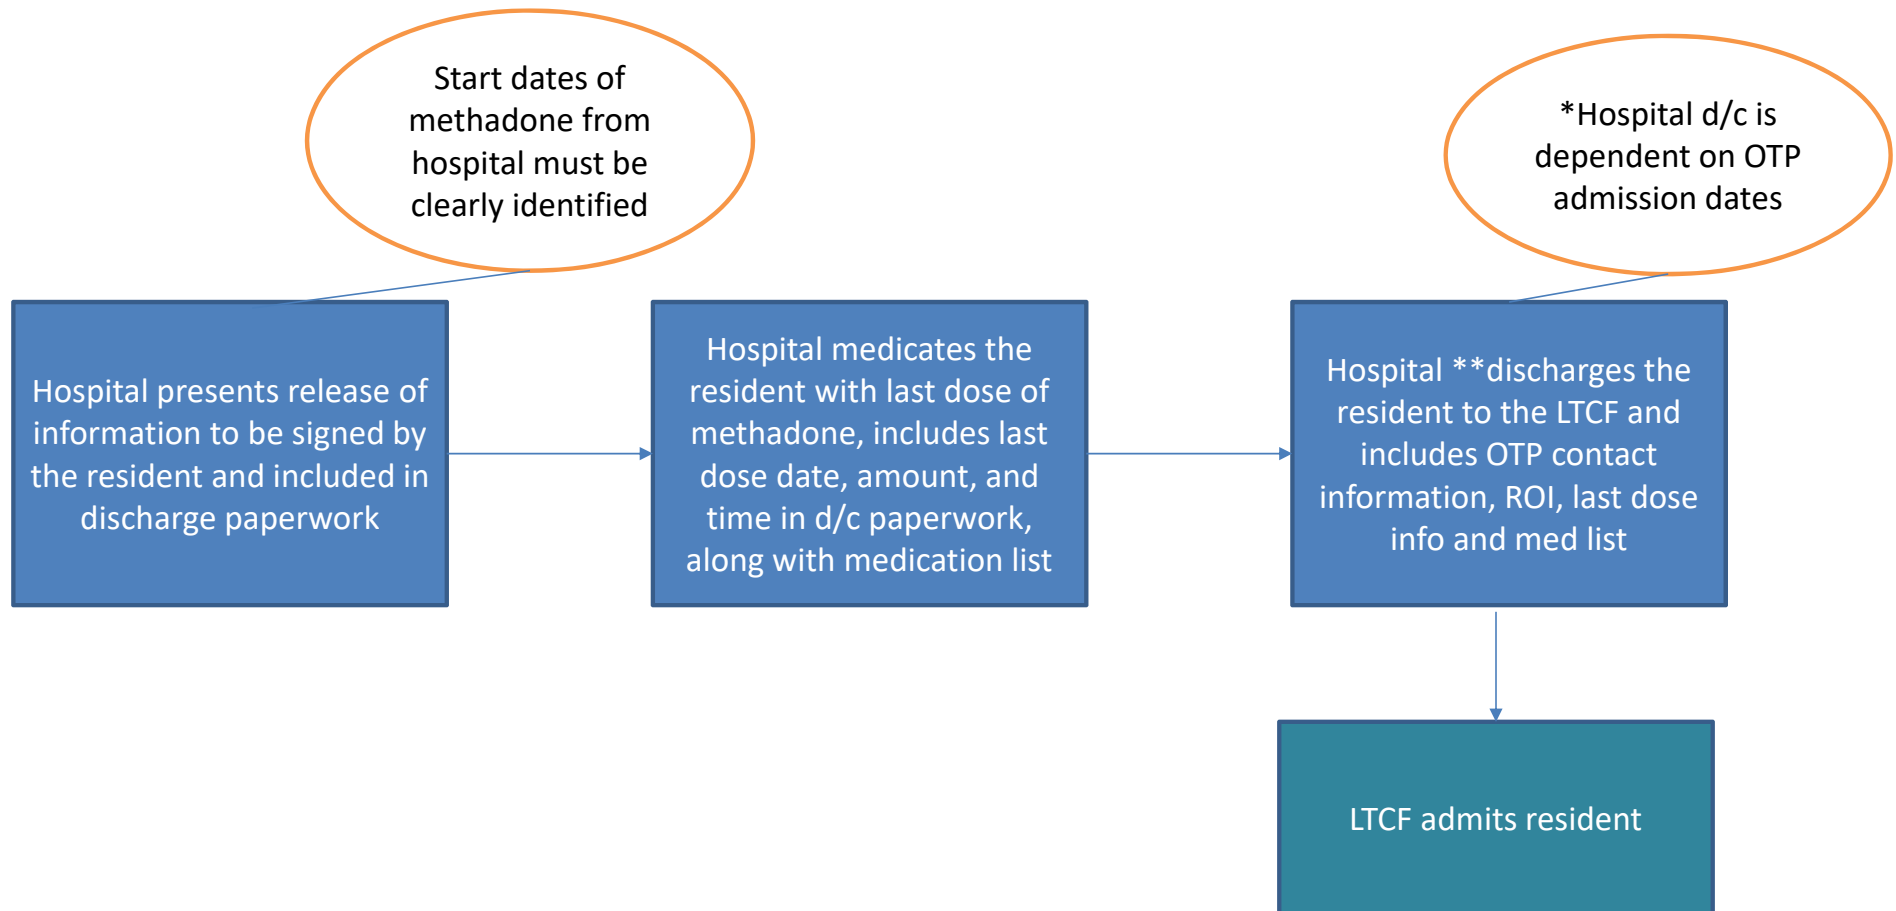 Start dates of
methadone from
hospital must be
clearly identified
*Hospital d/c is
dependent on OTP
admission dates
Hospital presents release of
information to be signed by
the resident and included in
discharge paperwork
Hospital medicates the
resident with last dose of
methadone, includes last
dose date, amount, and
time in d/c paperwork,
along with medication list
Hospital **discharges the
resident to the LTCF and
includes OTP contact
information, ROI, last dose
info and med list
LTCF admits resident